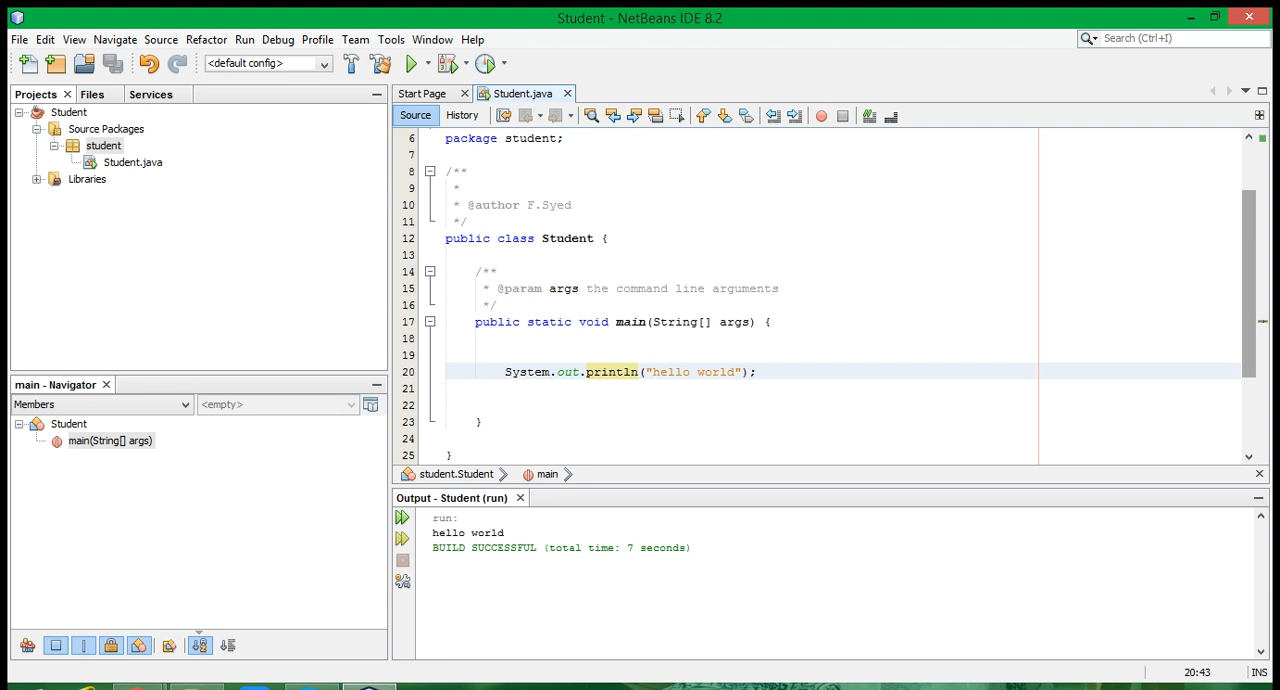 Student - NetBeans IDE 8.2
File Edit View Navigate Source Refactor Run Debug Profile Team Tools Window Help
Search (Ctrl+I)
<default config>
Projects Files Services
Student
Source Packages
student
Student.java
Libraries
main - Navigator
Members
<empty>
Student
main(String[] args)
Start Page Student.java
Source History
6 package student;
7
8 /**
9 *
10 * @author F.Syed
11 */
12 public class Student {
13
14 /**
15 * @param args the command line arguments
16 */
17 public static void main(String[] args) {
18
19
20 System.out.println("hello world");
21
22
23 }
24
25 }
student.Student main
Output - Student (run)
run:
hello world
BUILD SUCCESSFUL (total time: 7 seconds)
20:43 INS